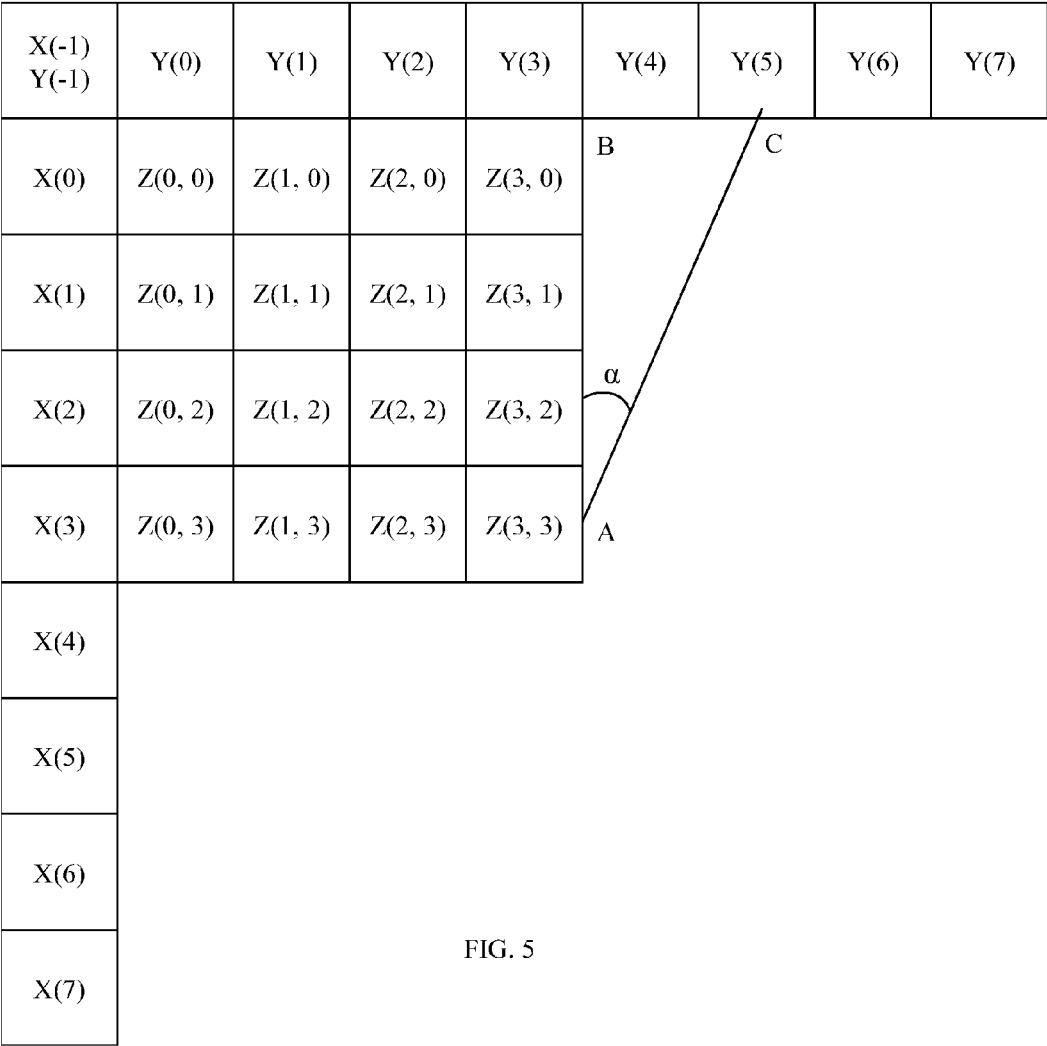 X(-1) Y(0) Y(1) Y(2) Y(3) Y(4) Y(5) Y(6) Y(7)
Y(-1)
B C
X(0) Z(0, 0) Z(1, 0) Z(2, 0) Z(3, 0)
X(1) Z(0, 1) Z(1, 1) Z(2, 1) Z(3, 1)
α
X(2) Z(0, 2) Z(1, 2) Z(2, 2) Z(3, 2)
X(3) Z(0, 3) Z(1, 3) Z(2, 3) Z(3, 3) A
X(4)
X(5)
X(6)
FIG. 5
X(7)